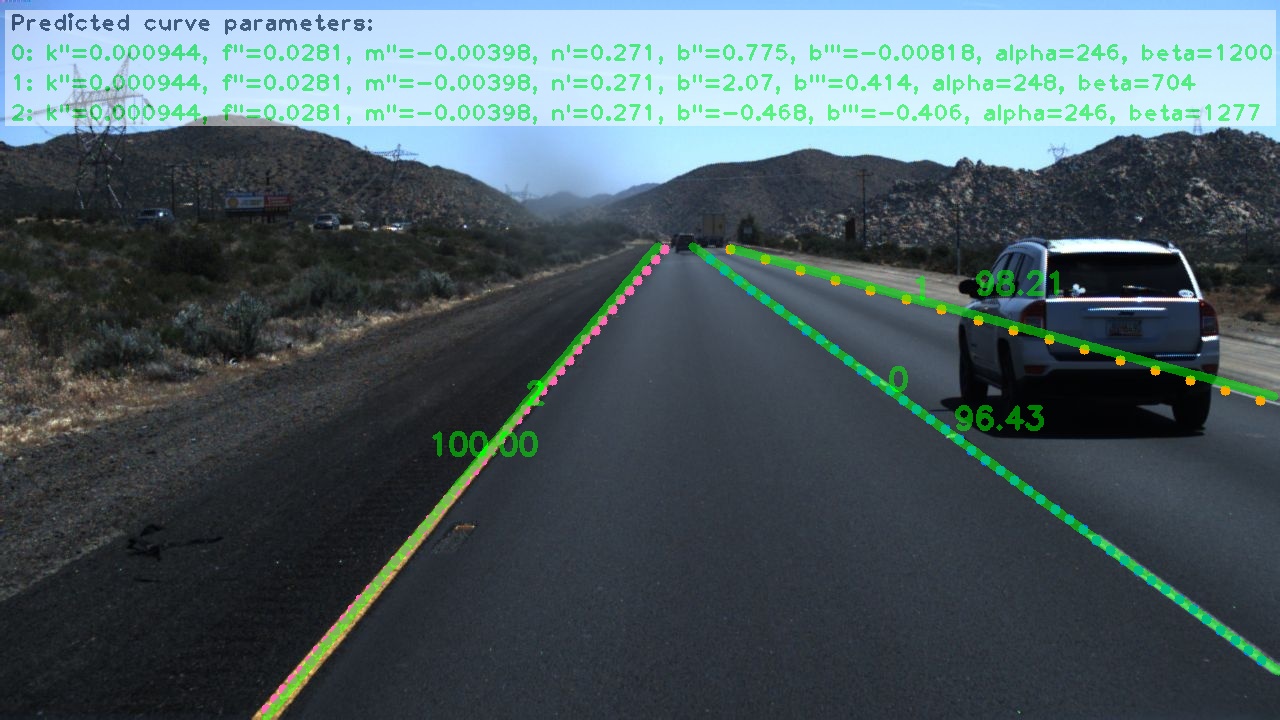 Predicted curve parameters:
0: k''=0.000944, f''=0.0281, m''=-0.00398, n'=0.271, b''=0.775, b'''=-0.00818, alpha=246, beta=1200
1: k''=0.000944, f''=0.0281, m''=-0.00398, n'=0.271, b''=2.07, b'''=0.414, alpha=248, beta=704
2: k''=0.000944, f''=0.0281, m''=-0.00398, n'=0.271, b''=-0.468, b'''=-0.406, alpha=246, beta=1277
1
98.21
0
96.43
2
100.00